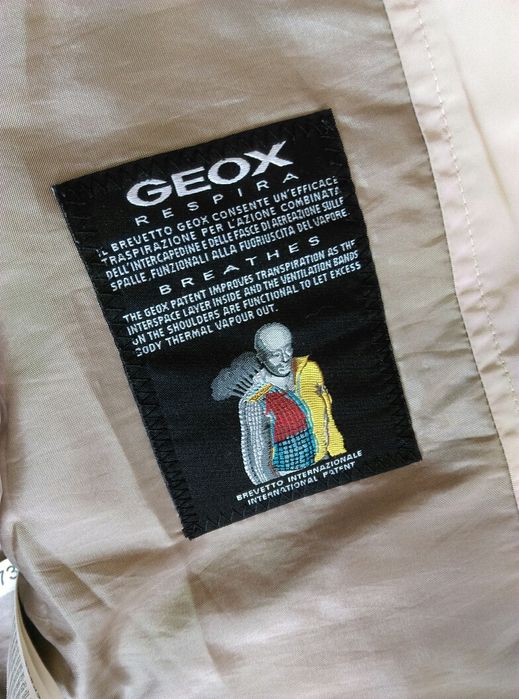 GEOX
RESPIRA
IL BREVETTO GEOX CONSENTE UN'EFFICACE
TRASPIRAZIONE PER L'AZIONE COMBINATA
DELL'INTERCAPEDINE E DELLE FASCE DI AEREAZIONE SULLE
SPALLE, FUNZIONALI ALLA FUORIUSCITA DEL VAPORE.
BREATHES
THE GEOX PATENT IMPROVES TRANSPIRATION AS THE
INTERSPACE LAYER INSIDE AND THE VENTILATION BANDS
ON THE SHOULDERS ARE FUNCTIONAL TO LET EXCESS
BODY THERMAL VAPOUR OUT.
BREVETTO INTERNAZIONALE
INTERNATIONAL PATENT
73